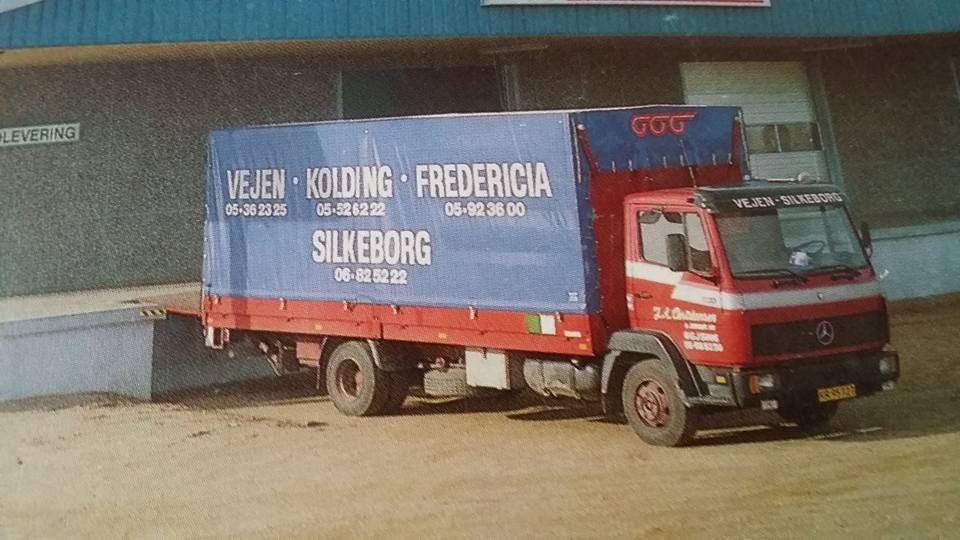 LEVERING
GGG
VEJEN · KOLDING · FREDERICIA
05·36 23 25 05·52 62 22 05·92 36 00
SILKEBORG
06·82 52 22
VEJEN - SILKEBORG